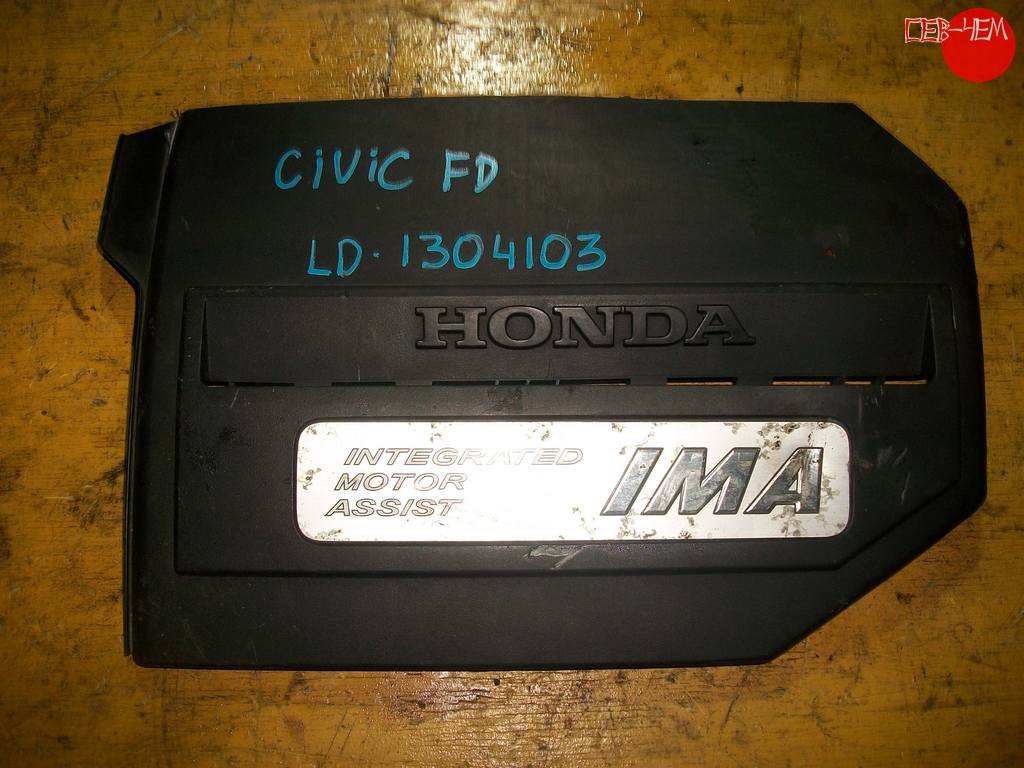 CIVIC FD
LD·1304103
HONDA
INTEGRATED
MOTOR
ASSIST
IMA